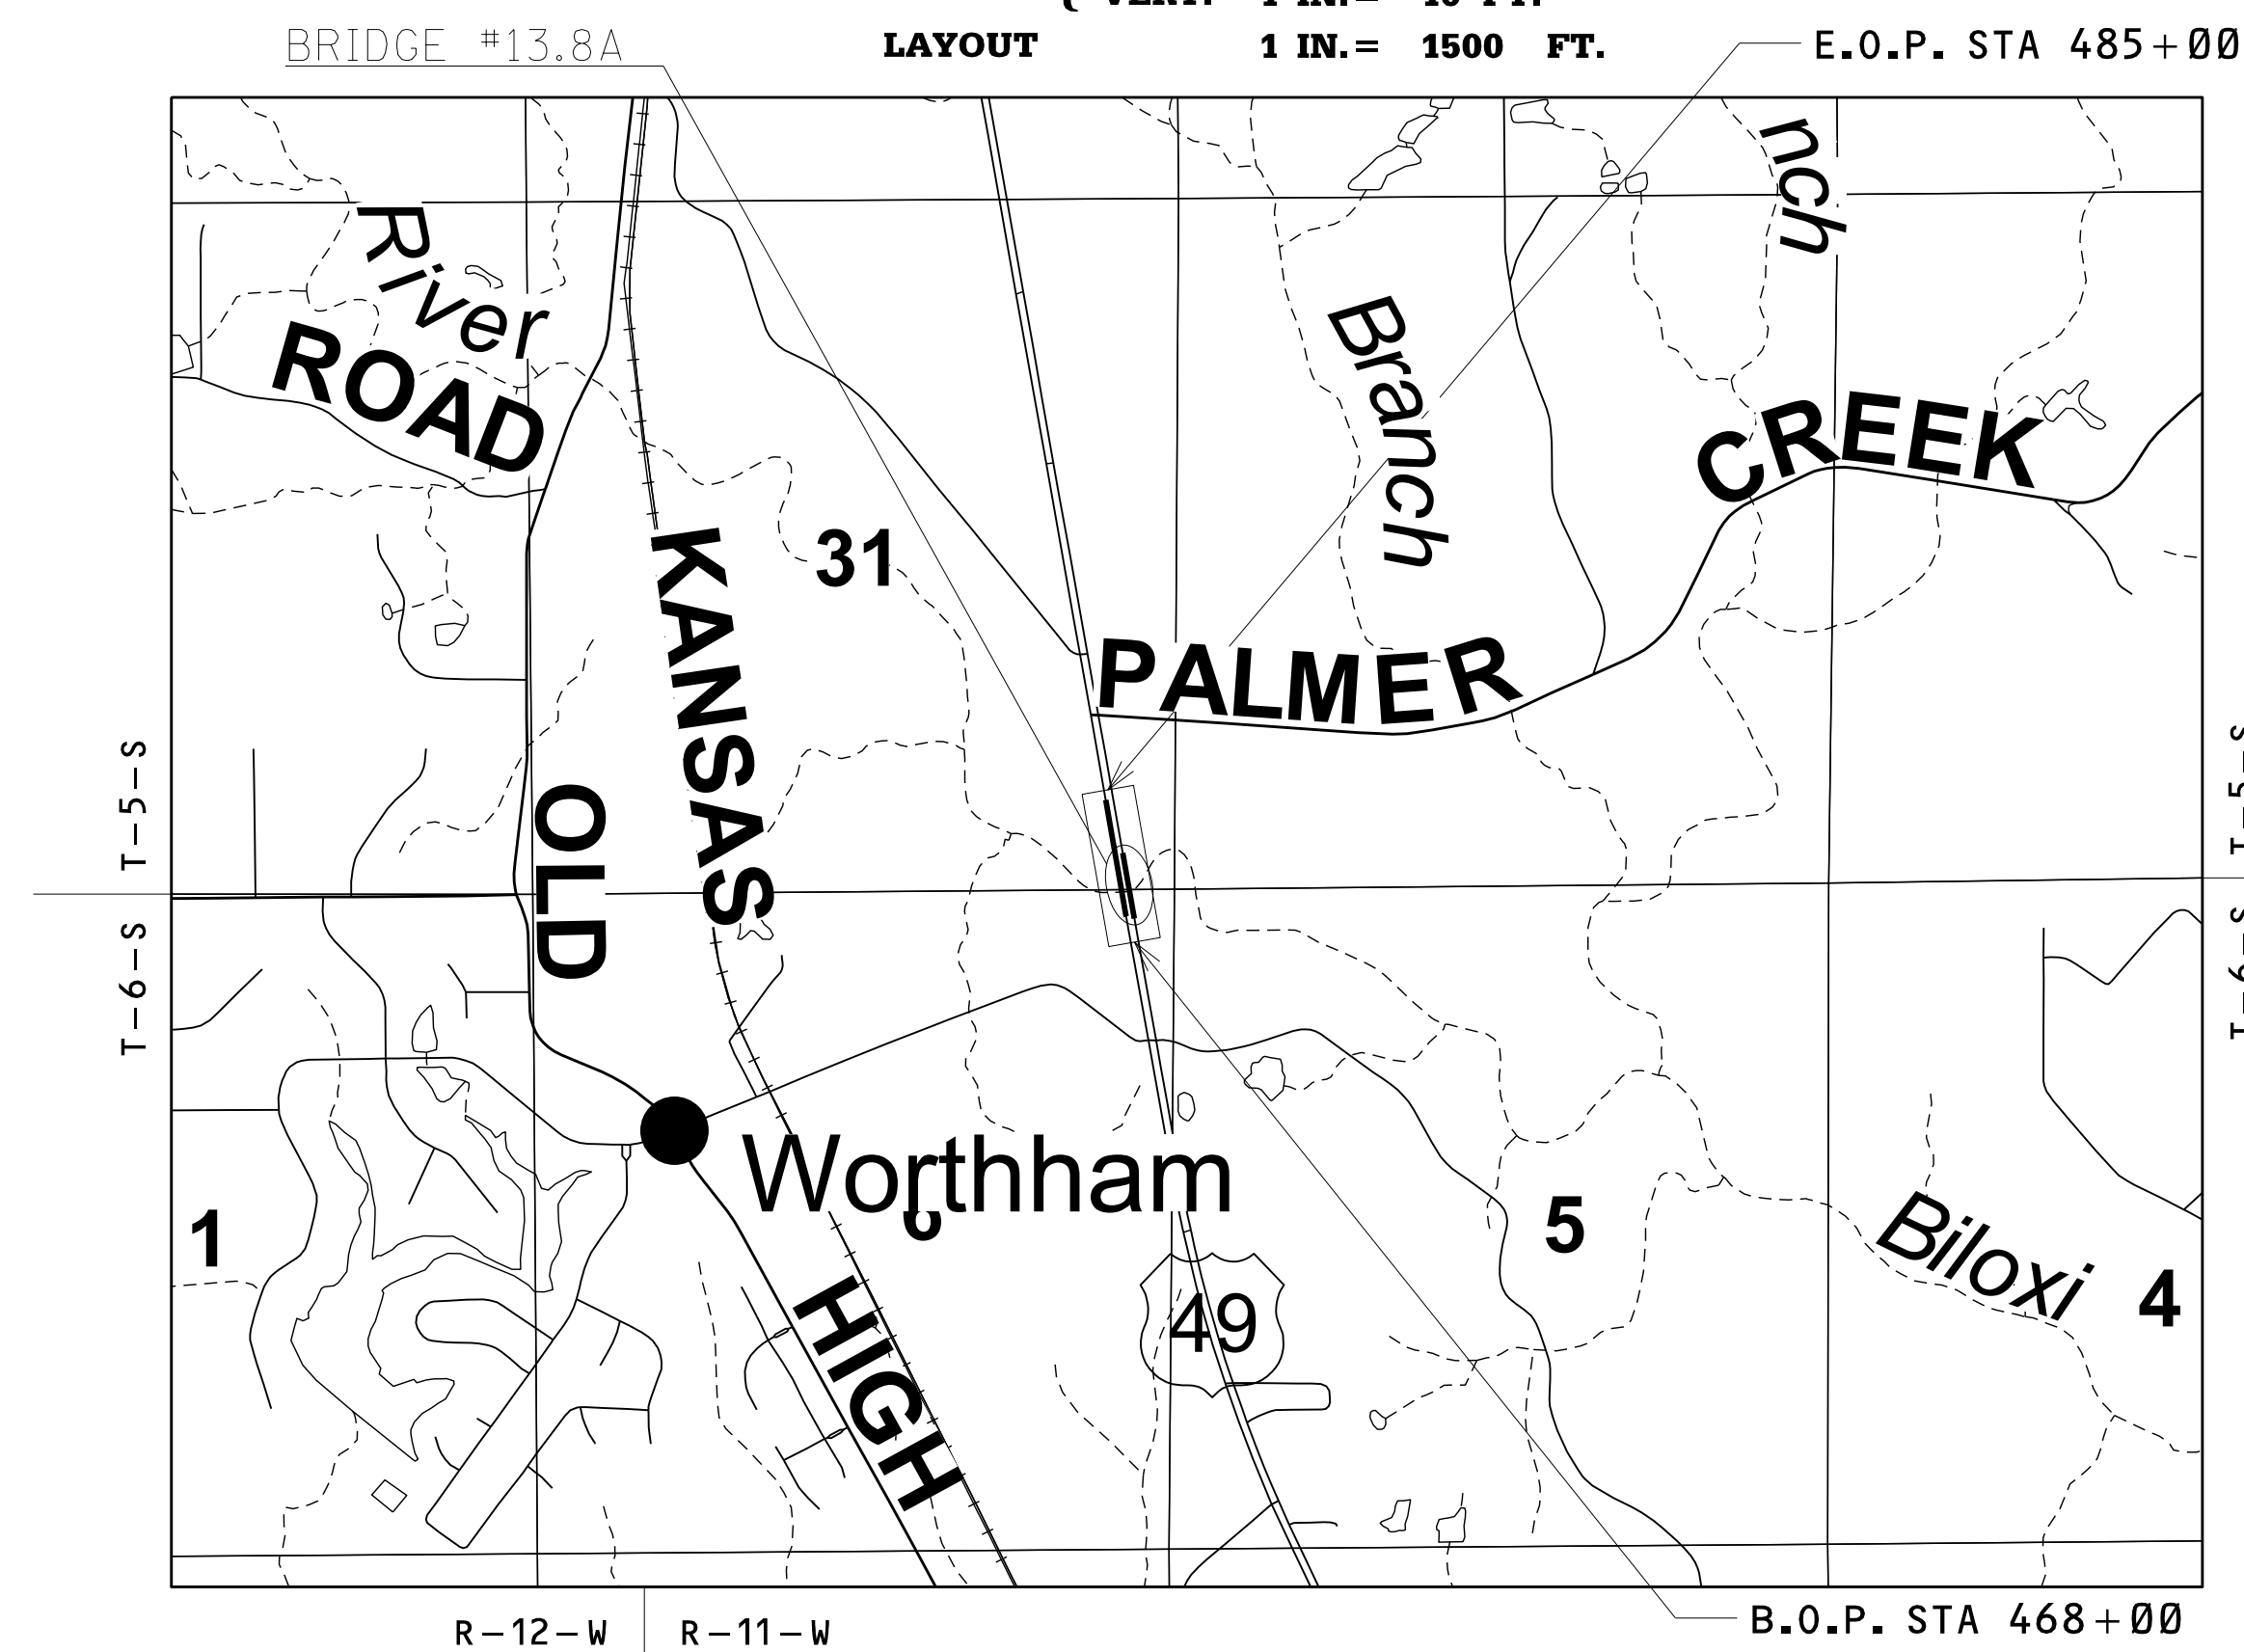 BRIDGE #13.8A
LAYOUT 1 IN.= 1500 FT.
E.O.P. STA 485+00
River
ROAD
nch
Branch
CREEK
KANSAS
31
PALMER
T-5-S
OLD
T-6-S
Worthham
6
1
5
Biloxi
4
49
HIGH
R-12-W
R-11-W
B.O.P. STA 468+00